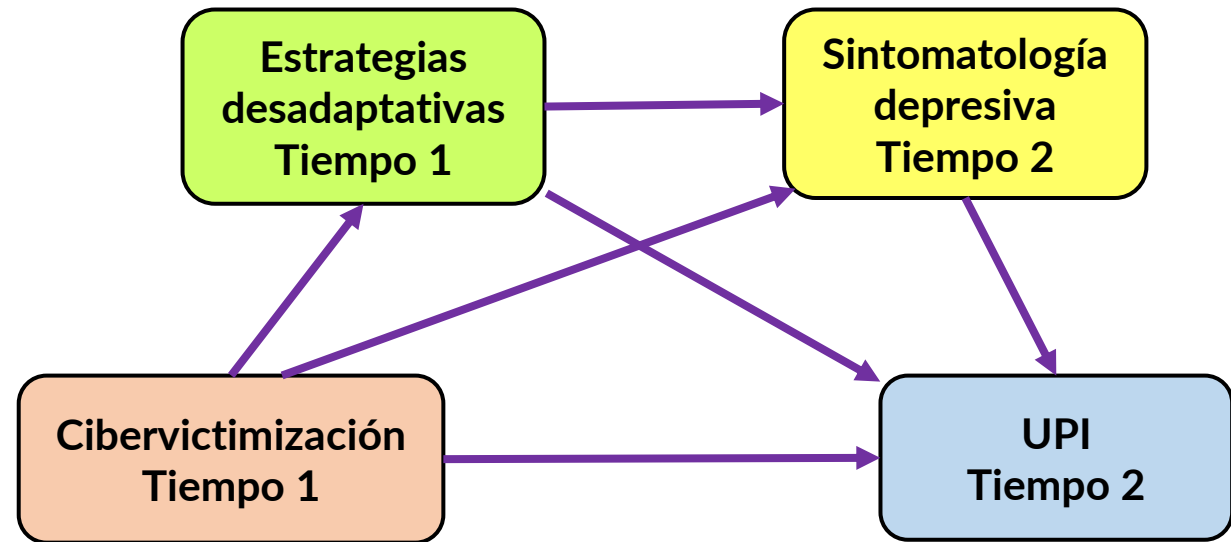 Estrategias
desadaptativas
Tiempo 1
Sintomatología
depresiva
Tiempo 2
Cibervictimización
Tiempo 1
UPI
Tiempo 2